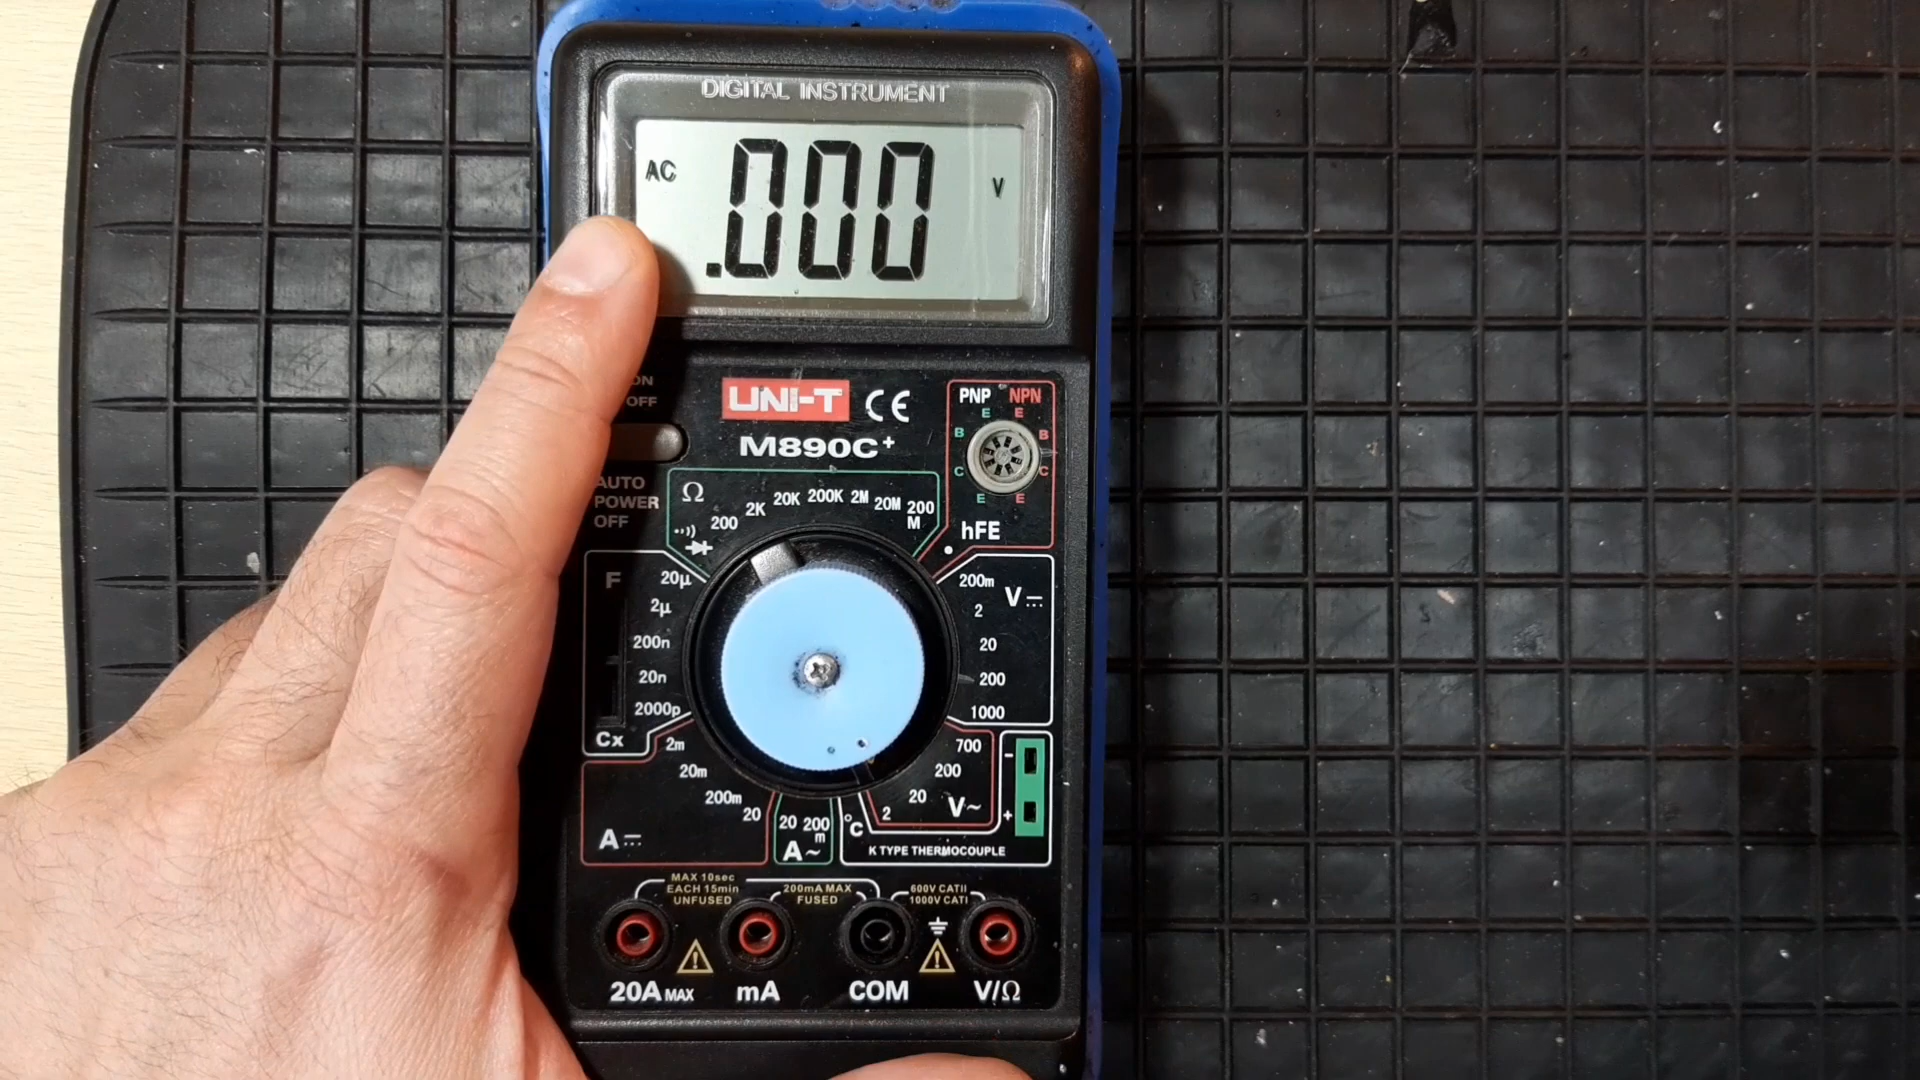 DIGITAL INSTRUMENT
AC .000 V
ON
OFF
UNI-T CE
M890C+
AUTO
POWER
OFF
PNP NPN
E E
B B
C C
E E
hFE
Ω
200 2K 20K 200K 2M 20M 200M
F
20μ
2μ
200n
20n
2000p
Cx
200m
2
20
200
1000
V
2m
20m
200m
20
A
20 200m
A~
°C
2
20
200
700
V~
-
+
K TYPE THERMOCOUPLE
MAX 10sec
EACH 15min
UNFUSED
200mA MAX
FUSED
600V CATII
1000V CATI
20A MAX mA COM V/Ω